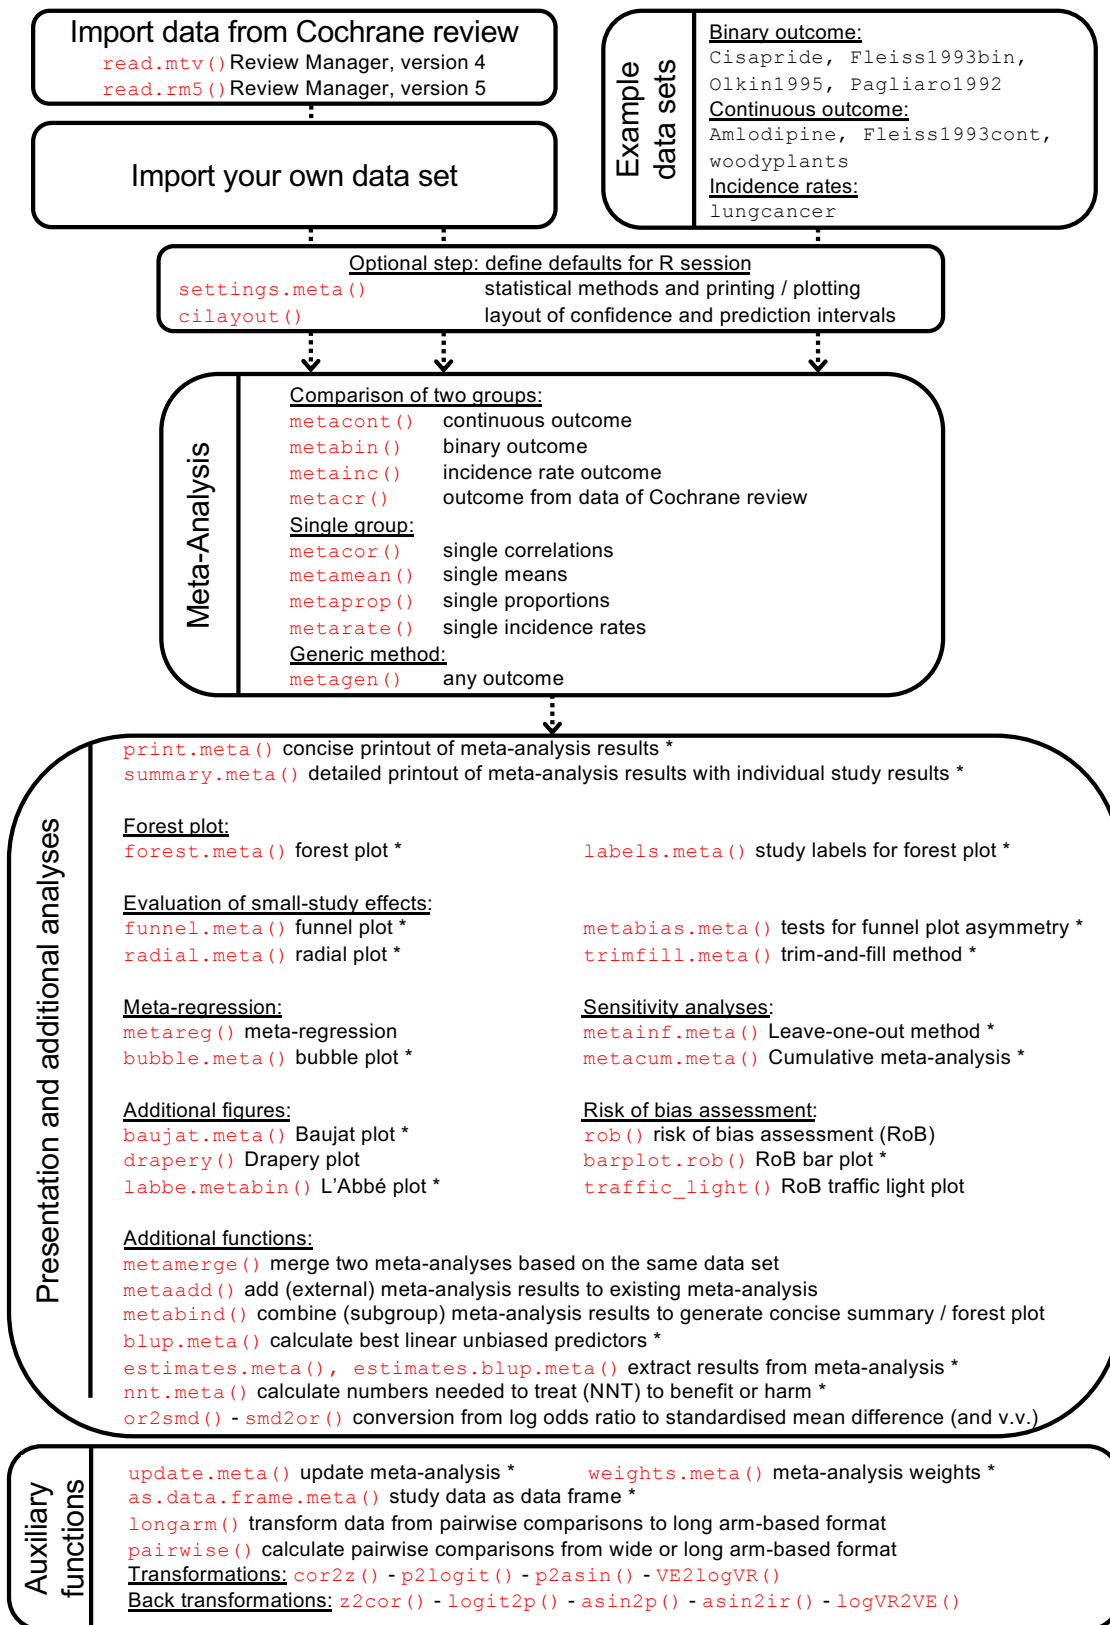 Import data from Cochrane review
read.mtv() Review Manager, version 4
read.rm5() Review Manager, version 5
Import your own data set
Example
data sets
Binary outcome:
Cisapride, Fleiss1993bin,
Olkin1995, Pagliaro1992
Continuous outcome:
Amlodipine, Fleiss1993cont,
woodyplants
Incidence rates:
lungcancer
Optional step: define defaults for R session
settings.meta() statistical methods and printing / plotting
cilayout() layout of confidence and prediction intervals
Meta-Analysis
Comparison of two groups:
metacont() continuous outcome
metabin() binary outcome
metainc() incidence rate outcome
metacr() outcome from data of Cochrane review
Single group:
metacor() single correlations
metamean() single means
metaprop() single proportions
metarate() single incidence rates
Generic method:
metagen() any outcome
Presentation and additional analyses
print.meta() concise printout of meta-analysis results *
summary.meta() detailed printout of meta-analysis results with individual study results *
Forest plot:
forest.meta() forest plot * labels.meta() study labels for forest plot *
Evaluation of small-study effects:
funnel.meta() funnel plot * metabias.meta() tests for funnel plot asymmetry *
radial.meta() radial plot * trimfill.meta() trim-and-fill method *
Meta-regression: Sensitivity analyses:
metareg() meta-regression metainf.meta() Leave-one-out method *
bubble.meta() bubble plot * metacum.meta() Cumulative meta-analysis *
Additional figures: Risk of bias assessment:
baujat.meta() Baujat plot * rob() risk of bias assessment (RoB)
drapery() Drapery plot barplot.rob() RoB bar plot *
labbe.metabin() L'Abbé plot * traffic_light() RoB traffic light plot
Additional functions:
metamerge() merge two meta-analyses based on the same data set
metaadd() add (external) meta-analysis results to existing meta-analysis
metabind() combine (subgroup) meta-analysis results to generate concise summary / forest plot
blup.meta() calculate best linear unbiased predictors *
estimates.meta(), estimates.blup.meta() extract results from meta-analysis *
nnt.meta() calculate numbers needed to treat (NNT) to benefit or harm *
or2smd() - smd2or() conversion from log odds ratio to standardised mean difference (and v.v.)
Auxiliary
functions
update.meta() update meta-analysis * weights.meta() meta-analysis weights *
as.data.frame.meta() study data as data frame *
longarm() transform data from pairwise comparisons to long arm-based format
pairwise() calculate pairwise comparisons from wide or long arm-based format
Transformations: cor2z() - p2logit() - p2asin() - VE2logVR()
Back transformations: z2cor() - logit2p() - asin2p() - asin2ir() - logVR2VE()